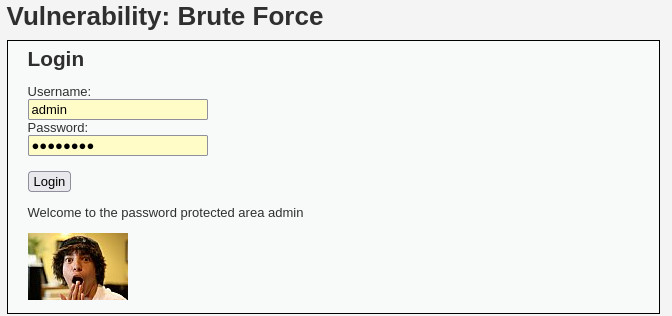 Vulnerability: Brute Force
Login
Username:
admin
Password:
●●●●●●●●
Login
Welcome to the password protected area admin